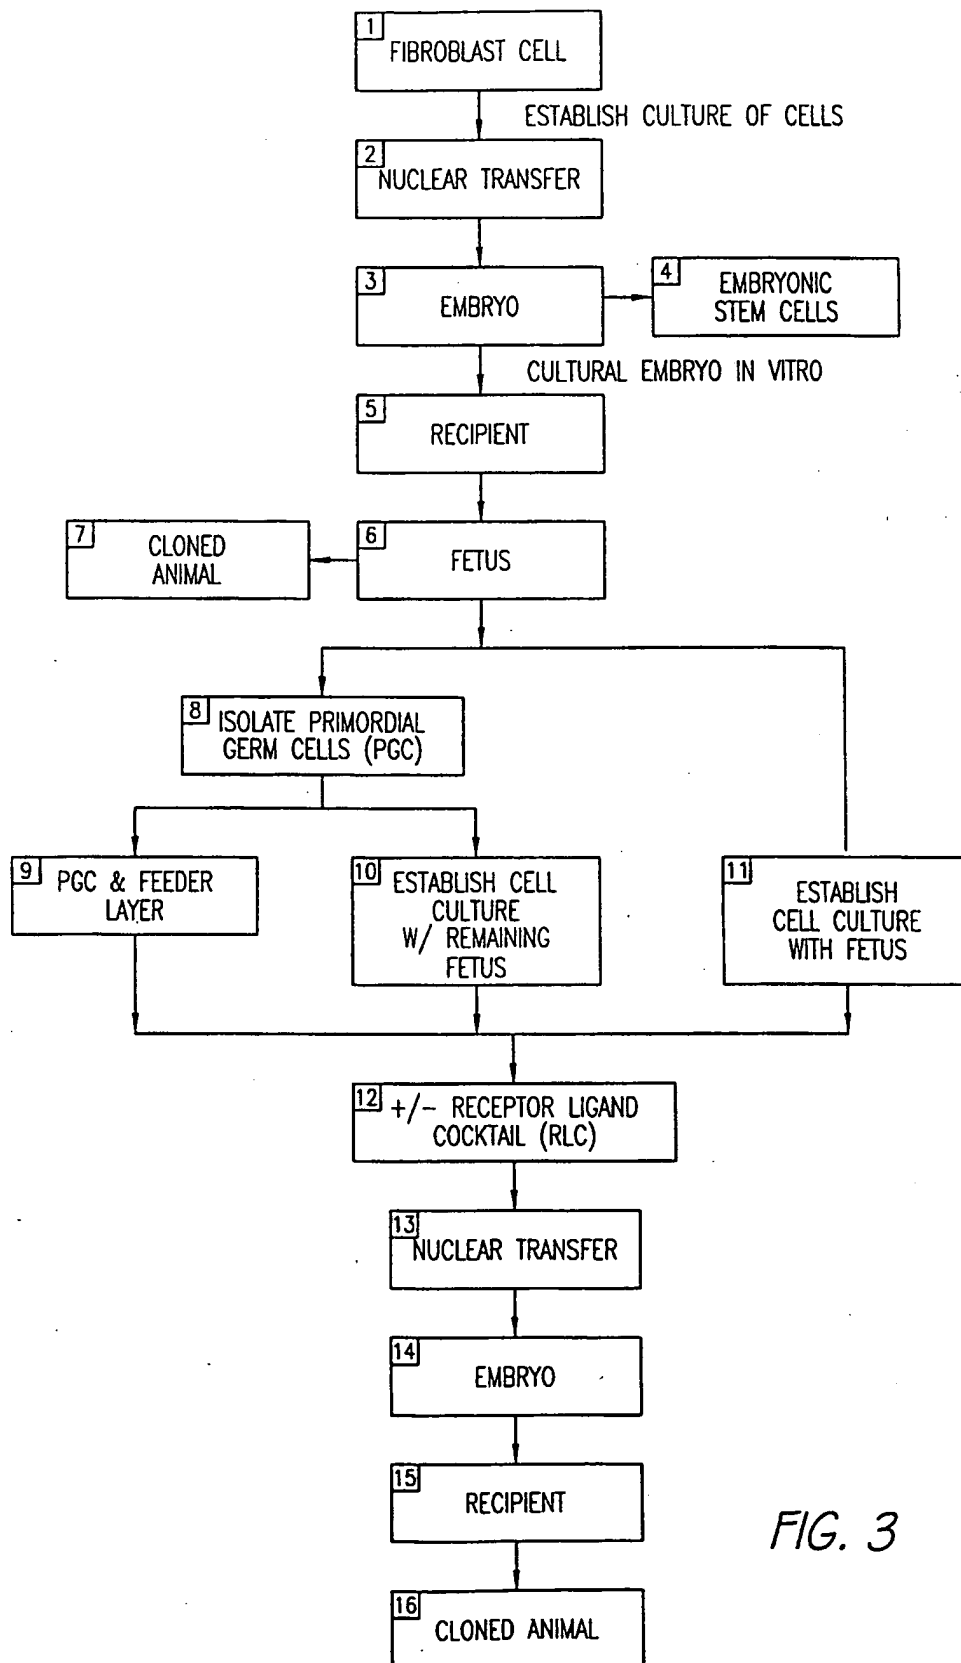 1
FIBROBLAST CELL
ESTABLISH CULTURE OF CELLS
2
NUCLEAR TRANSFER
3
EMBRYO
4
EMBRYONIC
STEM CELLS
CULTURAL EMBRYO IN VITRO
5
RECIPIENT
7
CLONED
ANIMAL
6
FETUS
8
ISOLATE PRIMORDIAL
GERM CELLS (PGC)
9
PGC & FEEDER
LAYER
10
ESTABLISH CELL
CULTURE
W/ REMAINING
FETUS
11
ESTABLISH
CELL CULTURE
WITH FETUS
12
+/- RECEPTOR LIGAND
COCKTAIL (RLC)
13
NUCLEAR TRANSFER
14
EMBRYO
15
RECIPIENT
16
CLONED ANIMAL
FIG. 3